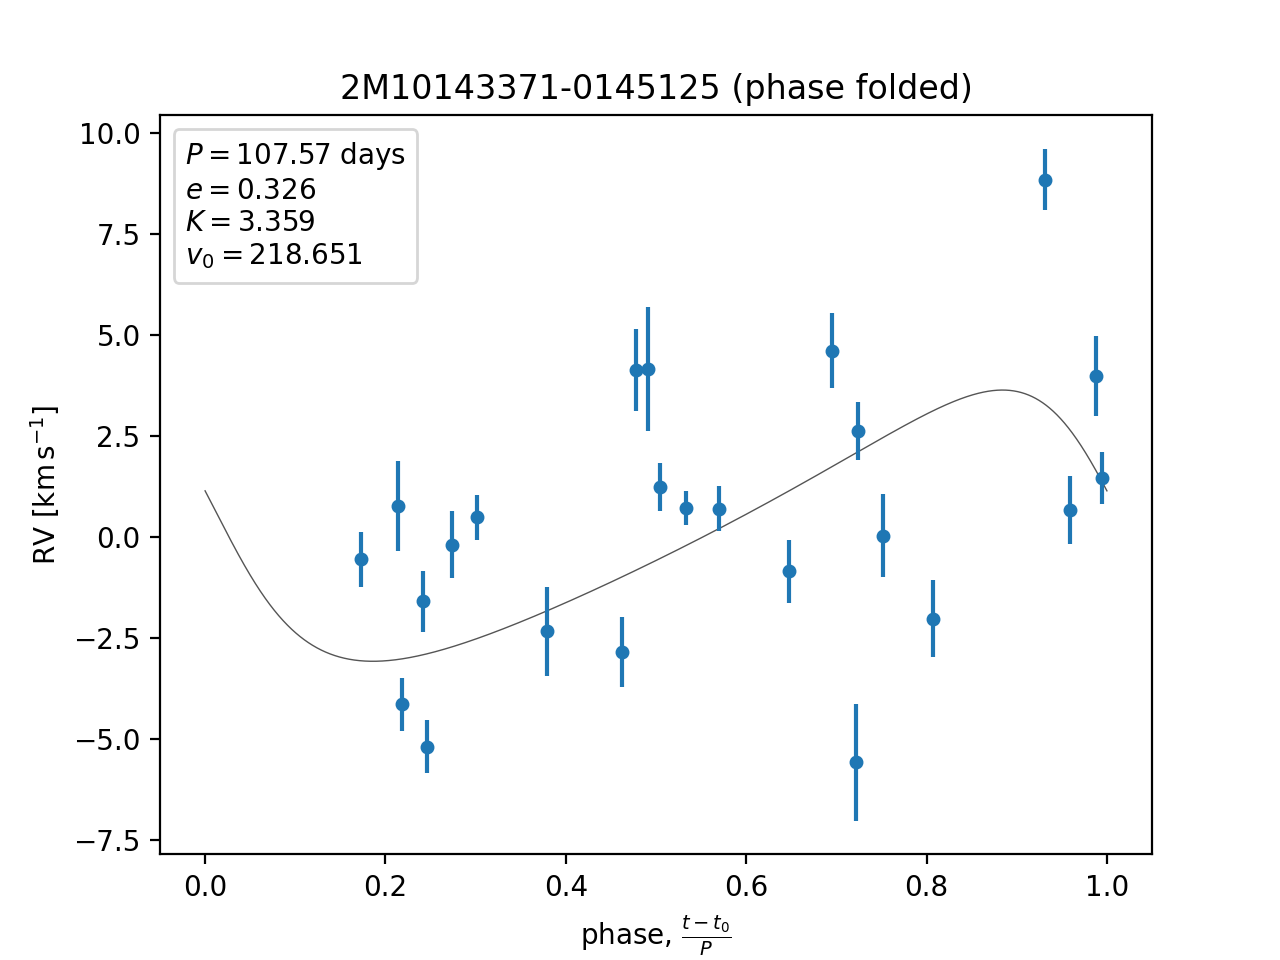 2M10143371-0145125 (phase folded)
P = 107.57 days
e = 0.326
K = 3.359
v₀ = 218.651
10.0
7.5
5.0
2.5
0.0
−2.5
−5.0
−7.5
RV [km s⁻¹]
0.0 0.2 0.4 0.6 0.8 1.0
phase, (t − t₀)/P